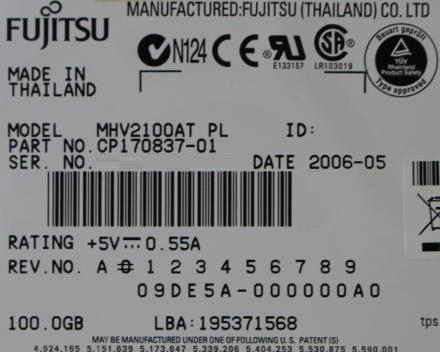 MANUFACTURED:FUJITSU (THAILAND) CO. LTD
FUJITSU
N124
E133157
LR103019
Bauart geprüft
TÜV
Rheinland
Product Safety
Type approved
MADE IN
THAILAND
MODEL MHV2100AT PL ID:
PART NO. CP170837-01
SER. NO. DATE 2006-05
RATING +5V 0.55A
REV.NO. A 0 1 2 3 4 5 6 7 8 9
09DE5A-000000A0
100.0GB LBA:195371568
tps
MAY BE MANUFACTURED UNDER ONE OF FOLLOWING U. S. PATENT(S)
4,924,165 5,151,639 5,173,647 5,339,206 5,404,253 5,530,875 5,590,001